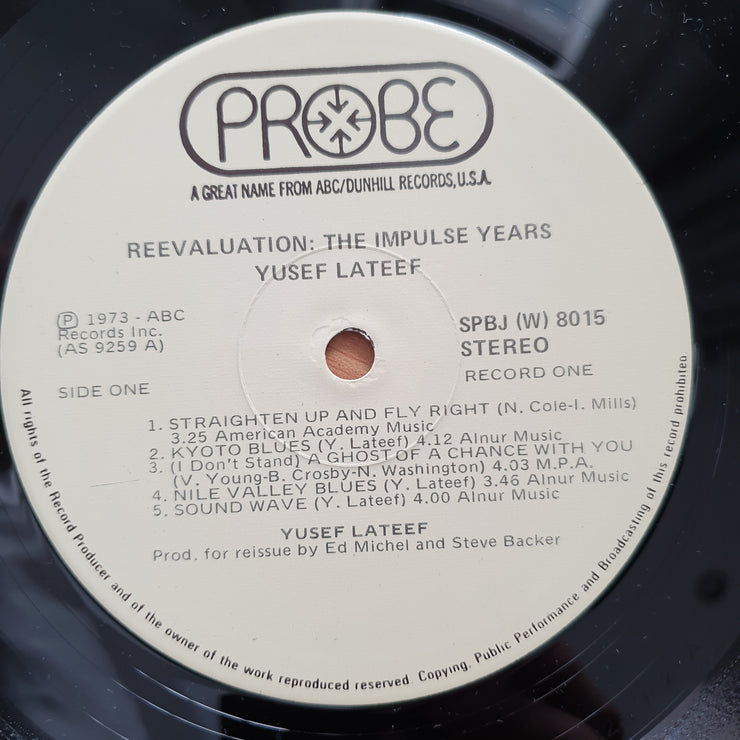 PROBE
A GREAT NAME FROM ABC/DUNHILL RECORDS, U.S.A.
REEVALUATION: THE IMPULSE YEARS
YUSEF LATEEF
Ⓟ 1973 - ABC
Records Inc.
(AS 9259 A)
SPBJ (W) 8015
STEREO
SIDE ONE
RECORD ONE
1. STRAIGHTEN UP AND FLY RIGHT (N. Cole-I. Mills)
3.25 American Academy Music
2. KYOTO BLUES (Y. Lateef) 4.12 Alnur Music
3. (I Don't Stand) A GHOST OF A CHANCE WITH YOU
(V. Young-B. Crosby-N. Washington) 4.03 M.P.A.
4. NILE VALLEY BLUES (Y. Lateef) 3.46 Alnur Music
5. SOUND WAVE (Y. Lateef) 4.00 Alnur Music
YUSEF LATEEF
Prod. for reissue by Ed Michel and Steve Backer
All rights of the Record Producer and of the owner of the work reproduced reserved. Copying, Public Performance and Broadcasting of this record prohibited